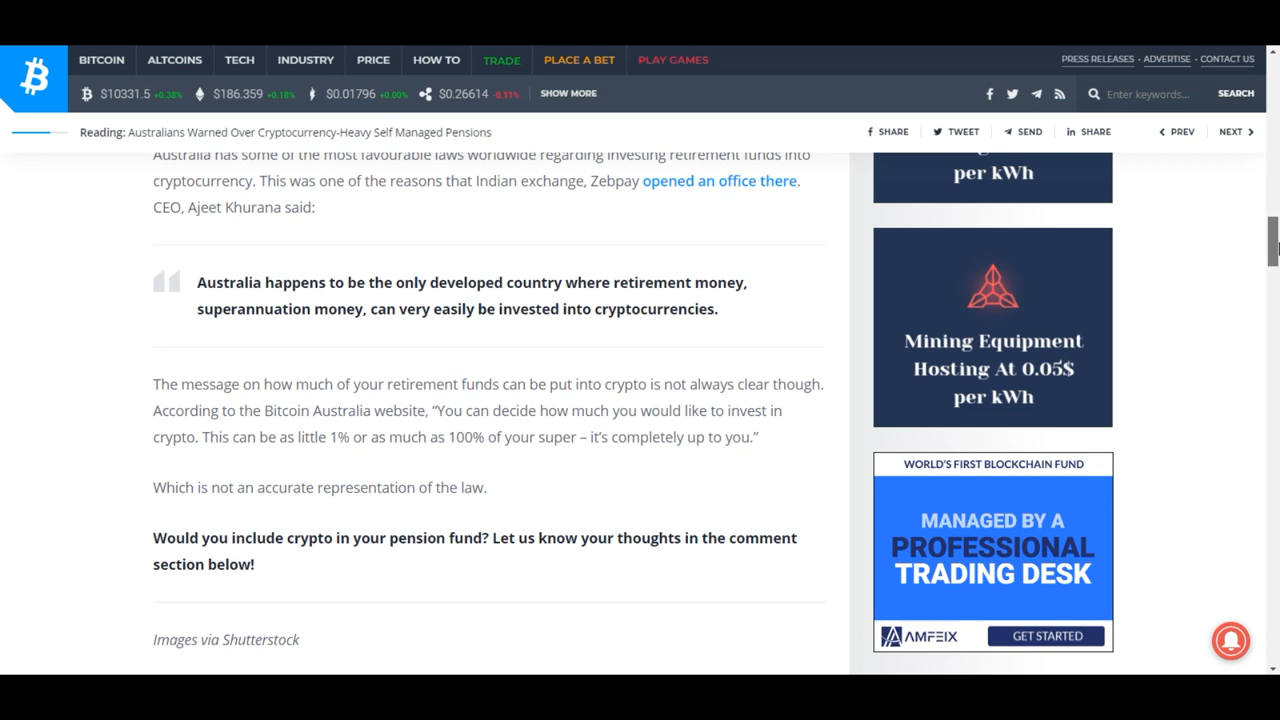 BITCOIN ALTCOINS TECH INDUSTRY PRICE HOW TO TRADE PLACE A BET PLAY GAMES PRESS RELEASES • ADVERTISE • CONTACT US
$10331.5 +0.38% $186.359 +0.18% $0.01796 +0.00% $0.26614 -0.11% SHOW MORE Enter keywords... SEARCH
Reading: Australians Warned Over Cryptocurrency-Heavy Self Managed Pensions SHARE TWEET SEND SHARE PREV NEXT
Australia has some of the most favourable laws worldwide regarding investing retirement funds into
cryptocurrency. This was one of the reasons that Indian exchange, Zebpay opened an office there.
CEO, Ajeet Khurana said:
Australia happens to be the only developed country where retirement money,
superannuation money, can very easily be invested into cryptocurrencies.
The message on how much of your retirement funds can be put into crypto is not always clear though.
According to the Bitcoin Australia website, “You can decide how much you would like to invest in
crypto. This can be as little 1% or as much as 100% of your super – it’s completely up to you.”
Which is not an accurate representation of the law.
Would you include crypto in your pension fund? Let us know your thoughts in the comment
section below!
Images via Shutterstock
per kWh
Mining Equipment
Hosting At 0.05$
per kWh
WORLD'S FIRST BLOCKCHAIN FUND
MANAGED BY A
PROFESSIONAL
TRADING DESK
AMFEIX GET STARTED